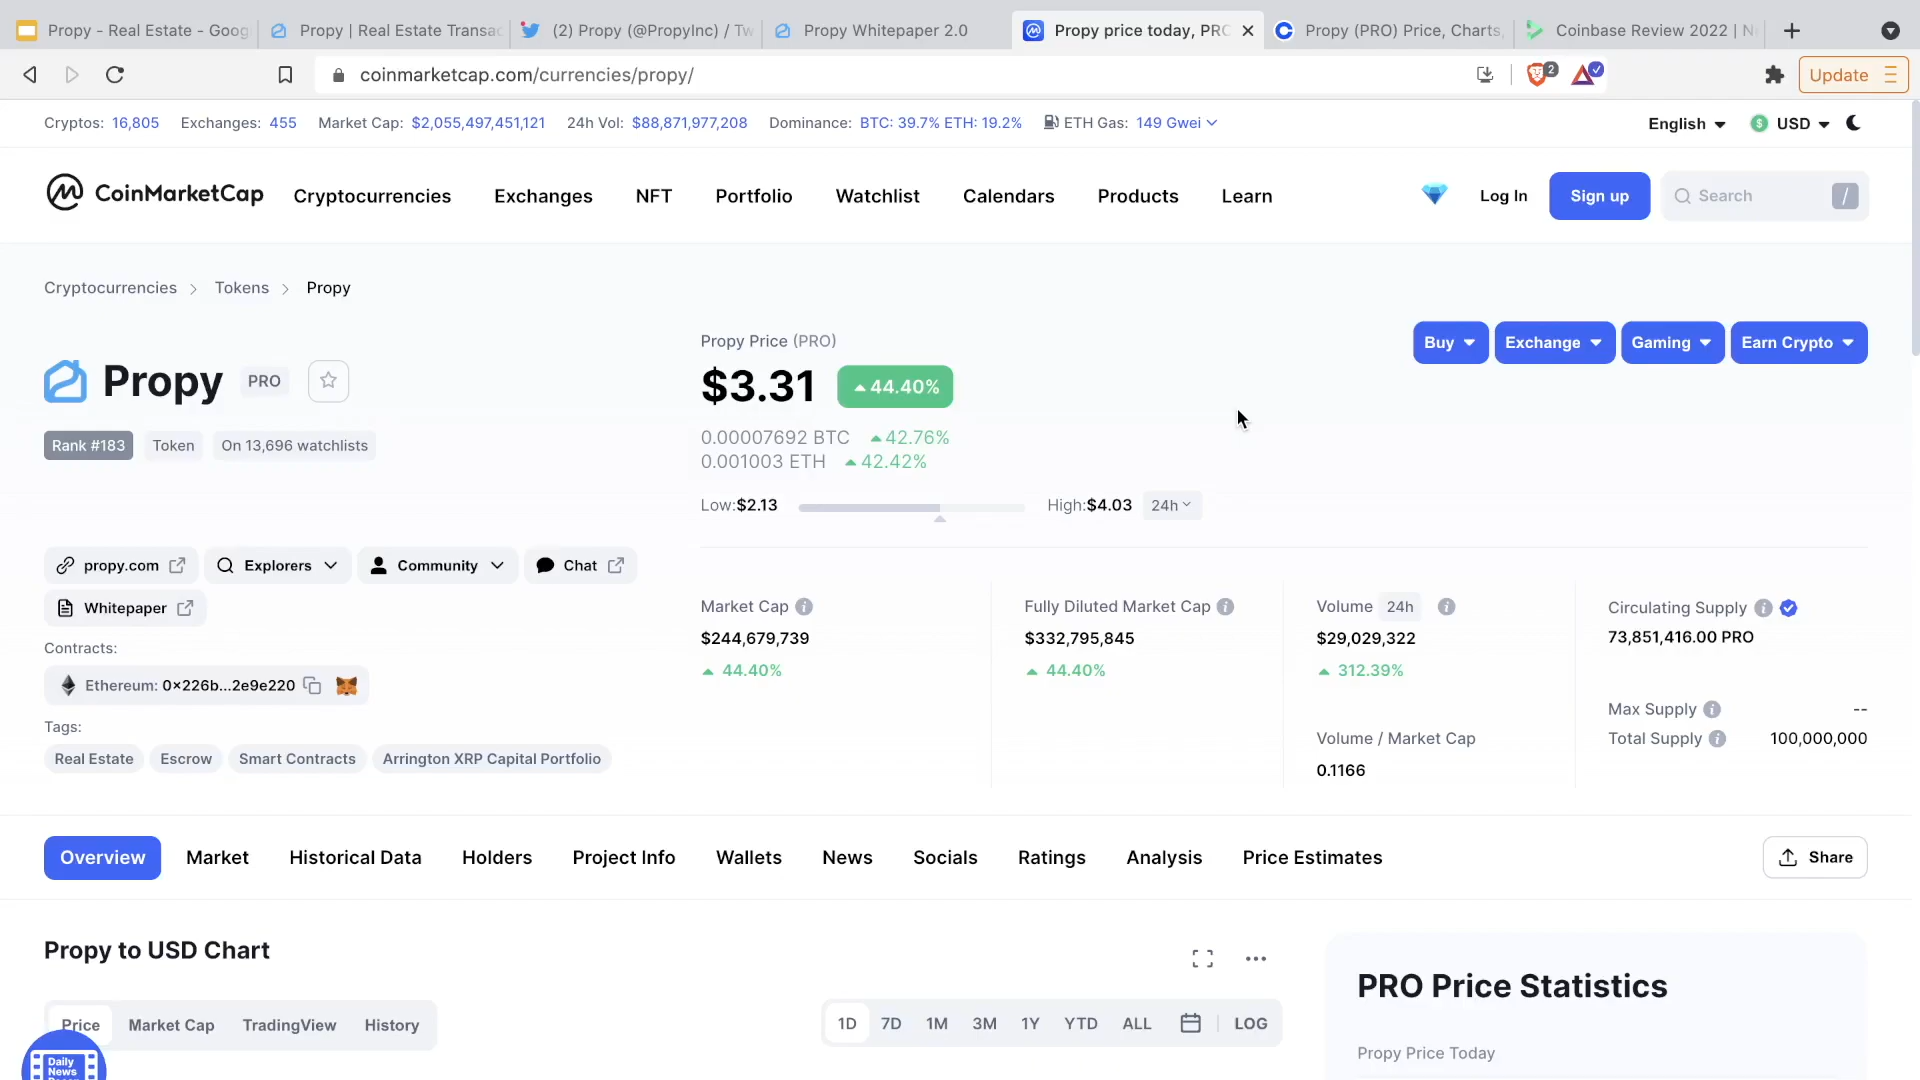 Propy - Real Estate - Goog
Propy | Real Estate Transac
(2) Propy (@PropyInc) / Tw
Propy Whitepaper 2.0
Propy price today, PRO
Propy (PRO) Price, Charts,
Coinbase Review 2022 | N
coinmarketcap.com/currencies/propy/
2
Update
Cryptos: 16,805 Exchanges: 455 Market Cap: $2,055,497,451,121 24h Vol: $88,871,977,208 Dominance: BTC: 39.7% ETH: 19.2% ETH Gas: 149 Gwei
English $ USD
CoinMarketCap
Cryptocurrencies Exchanges NFT Portfolio Watchlist Calendars Products Learn
Log In Sign up Search /
Cryptocurrencies > Tokens > Propy
Propy PRO
Rank #183 Token On 13,696 watchlists
propy.com Explorers Community Chat
Whitepaper
Contracts:
Ethereum: 0x226b...2e9e220
Tags:
Real Estate Escrow Smart Contracts Arrington XRP Capital Portfolio
Propy Price (PRO)
$3.31 44.40%
0.00007692 BTC 42.76%
0.001003 ETH 42.42%
Low:$2.13 High:$4.03 24h
Buy Exchange Gaming Earn Crypto
Market Cap
$244,679,739
44.40%
Fully Diluted Market Cap
$332,795,845
44.40%
Volume 24h
$29,029,322
312.39%
Volume / Market Cap
0.1166
Circulating Supply
73,851,416.00 PRO
Max Supply --
Total Supply 100,000,000
Overview Market Historical Data Holders Project Info Wallets News Socials Ratings Analysis Price Estimates
Share
Propy to USD Chart
Price Market Cap TradingView History
1D 7D 1M 3M 1Y YTD ALL LOG
PRO Price Statistics
Propy Price Today
Daily
News